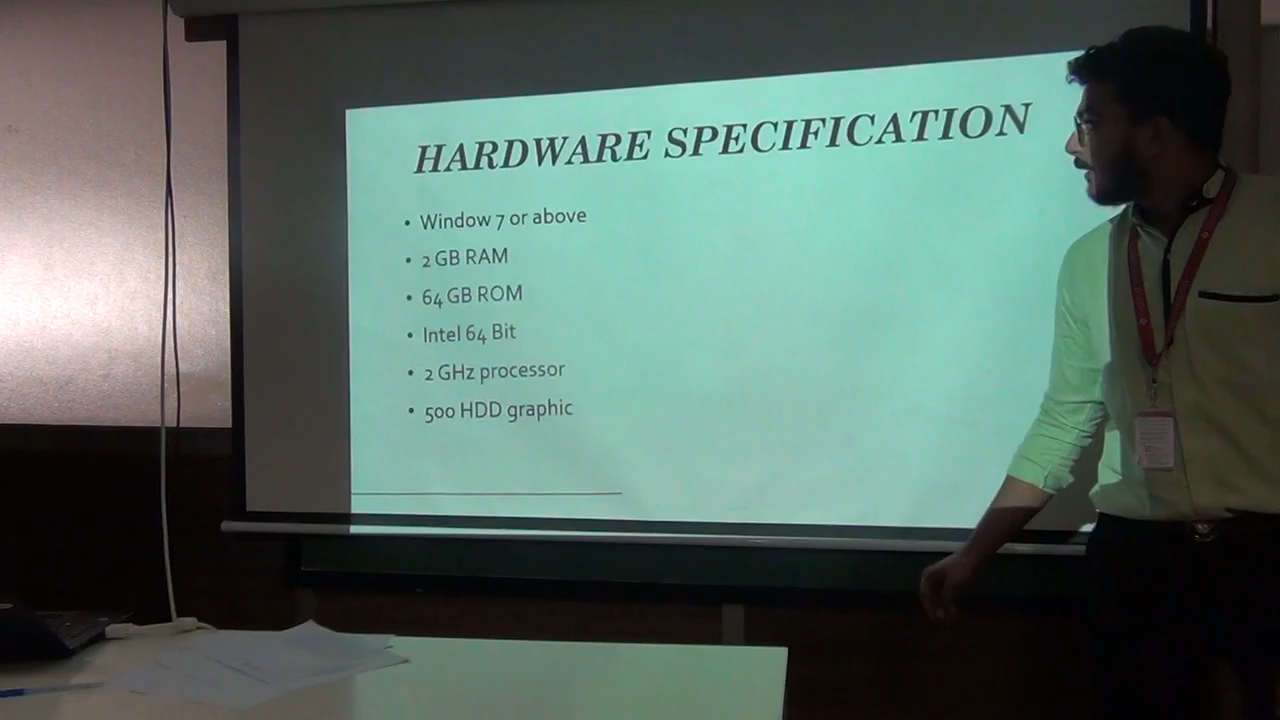 HARDWARE SPECIFICATION
• Window 7 or above
• 2 GB RAM
• 64 GB ROM
• Intel 64 Bit
• 2 GHz processor
• 500 HDD graphic